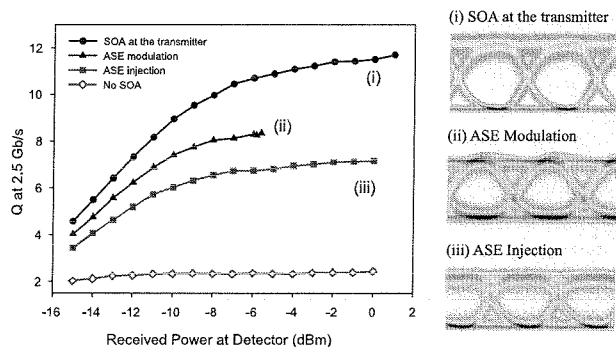 SOA at the transmitter
ASE modulation
ASE injection
No SOA
12
10
8
6
4
2
Q at 2.5 Gb/s
(i)
(ii)
(iii)
-16 -14 -12 -10 -8 -6 -4 -2 0 2
Received Power at Detector (dBm)
(i) SOA at the transmitter
(ii) ASE Modulation
(iii) ASE Injection